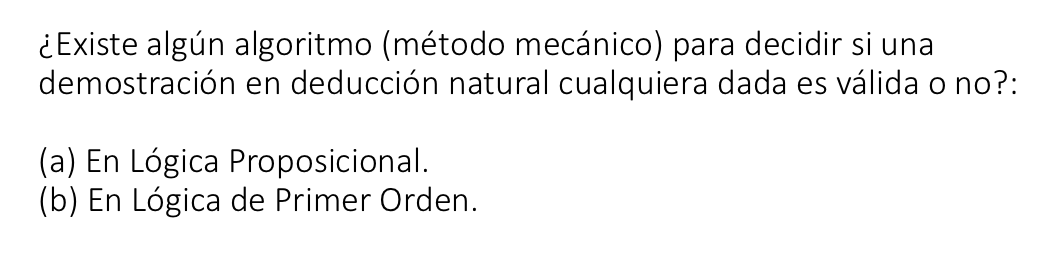 ¿Existe algún algoritmo (método mecánico) para decidir si una
demostración en deducción natural cualquiera dada es válida o no?:
(a) En Lógica Proposicional.
(b) En Lógica de Primer Orden.